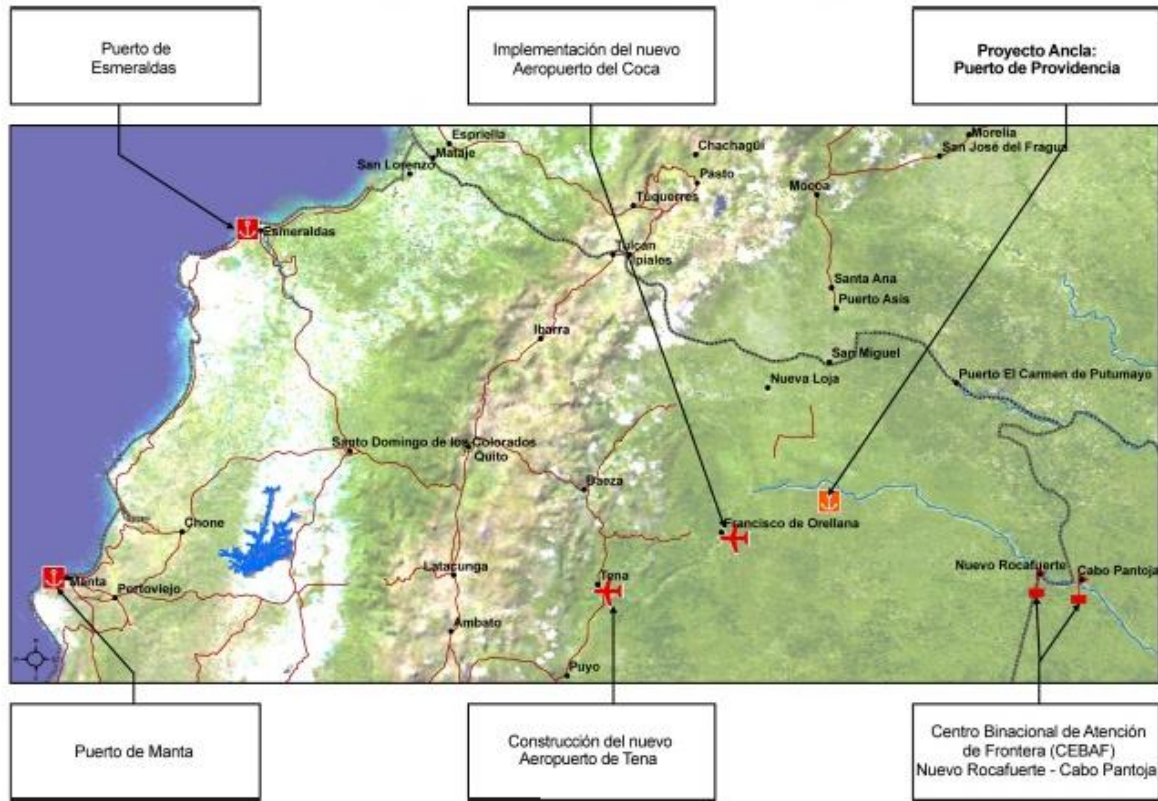 Puerto de
Esmeraldas
Implementación del nuevo
Aeropuerto del Coca
Proyecto Ancla:
Puerto de Providencia
Espriella
Mataje
San Lorenzo
Chachagüi
Pasto
Tuquerres
Morelia
San José del Fragua
Mocoa
Esmeraldas
Tulcan
Ipiales
Santa Ana
Puerto Asis
Ibarra
San Miguel
Nueva Loja
Puerto El Carmen de Putumayo
Santo Domingo de los Colorados
Quito
Baeza
Chone
Francisco de Orellana
Manta
Portoviejo
Latacunga
Tena
Nuevo Rocafuerte
Cabo Pantoja
Ambato
Puyo
Puerto de Manta
Construcción del nuevo
Aeropuerto de Tena
Centro Binacional de Atención
de Frontera (CEBAF)
Nuevo Rocafuerte - Cabo Pantoja